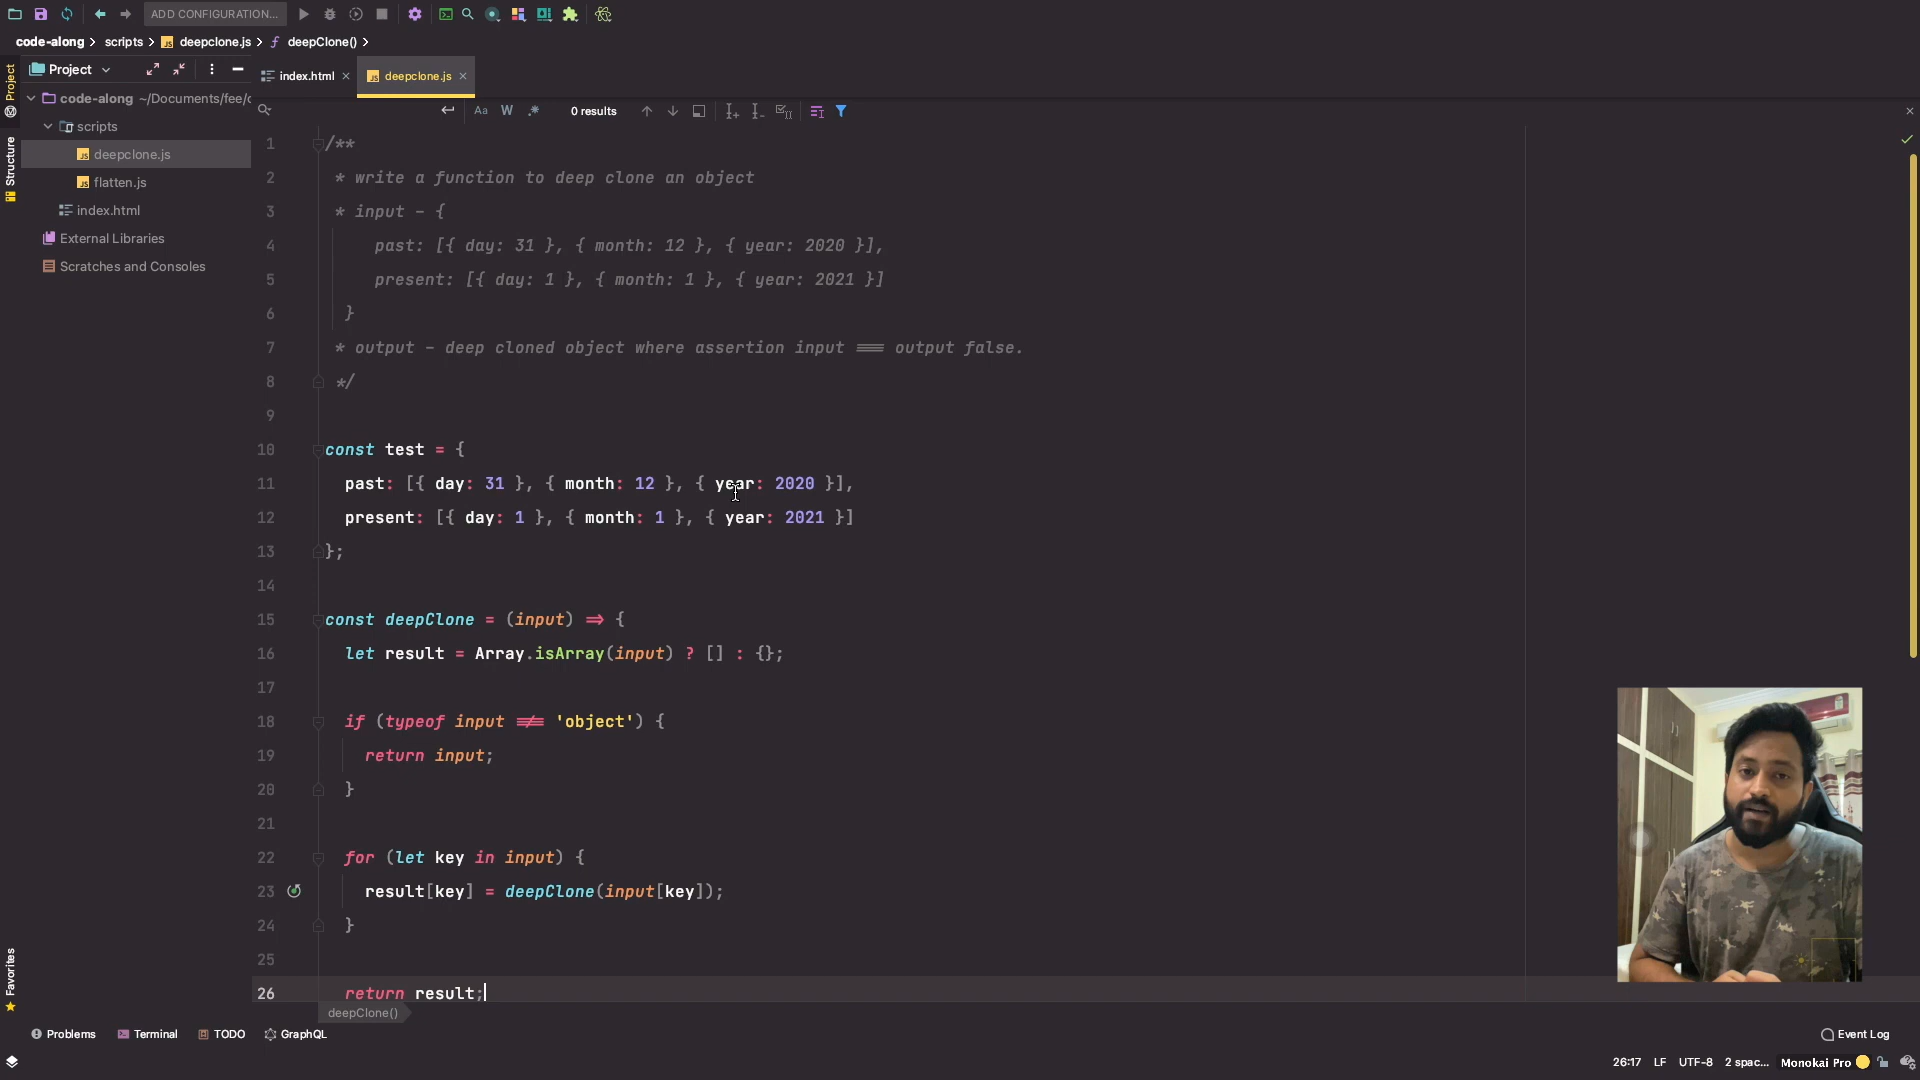 ADD CONFIGURATION...
code-along > scripts > deepclone.js > deepClone() >
Project
index.html
deepclone.js
Project
code-along ~/Documents/fee/c
Aa W .* 0 results
scripts
deepclone.js
flatten.js
index.html
External Libraries
Scratches and Consoles
Structure
Favorites
1 /**
2 * write a function to deep clone an object
3 * input - {
4 past: [{ day: 31 }, { month: 12 }, { year: 2020 }],
5 present: [{ day: 1 }, { month: 1 }, { year: 2021 }]
6 }
7 * output - deep cloned object where assertion input === output false.
8 */
9
10 const test = {
11 past: [{ day: 31 }, { month: 12 }, { year: 2020 }],
12 present: [{ day: 1 }, { month: 1 }, { year: 2021 }]
13 };
14
15 const deepClone = (input) => {
16 let result = Array.isArray(input) ? [] : {};
17
18 if (typeof input !== 'object') {
19 return input;
20 }
21
22 for (let key in input) {
23 result[key] = deepClone(input[key]);
24 }
25
26 return result;
deepClone()
Problems Terminal TODO GraphQL Event Log
26:17 LF UTF-8 2 spac... Monokai Pro